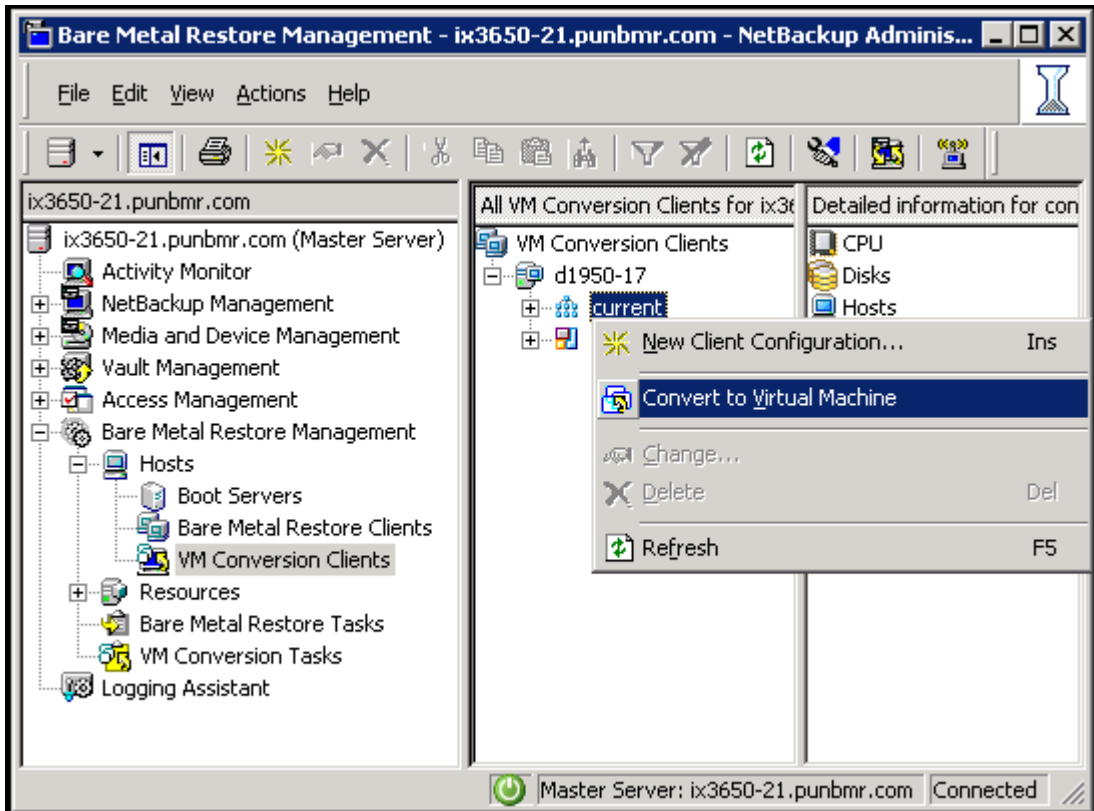 Bare Metal Restore Management - ix3650-21.punbmr.com - NetBackup Adminis...
File Edit View Actions Help
ix3650-21.punbmr.com
ix3650-21.punbmr.com (Master Server)
Activity Monitor
NetBackup Management
Media and Device Management
Vault Management
Access Management
Bare Metal Restore Management
Hosts
Boot Servers
Bare Metal Restore Clients
VM Conversion Clients
Resources
Bare Metal Restore Tasks
VM Conversion Tasks
Logging Assistant
All VM Conversion Clients for ix36
VM Conversion Clients
d1950-17
current
Detailed information for con
CPU
Disks
Hosts
New Client Configuration... Ins
Convert to Virtual Machine
Change...
Delete Del
Refresh F5
Master Server: ix3650-21.punbmr.com Connected